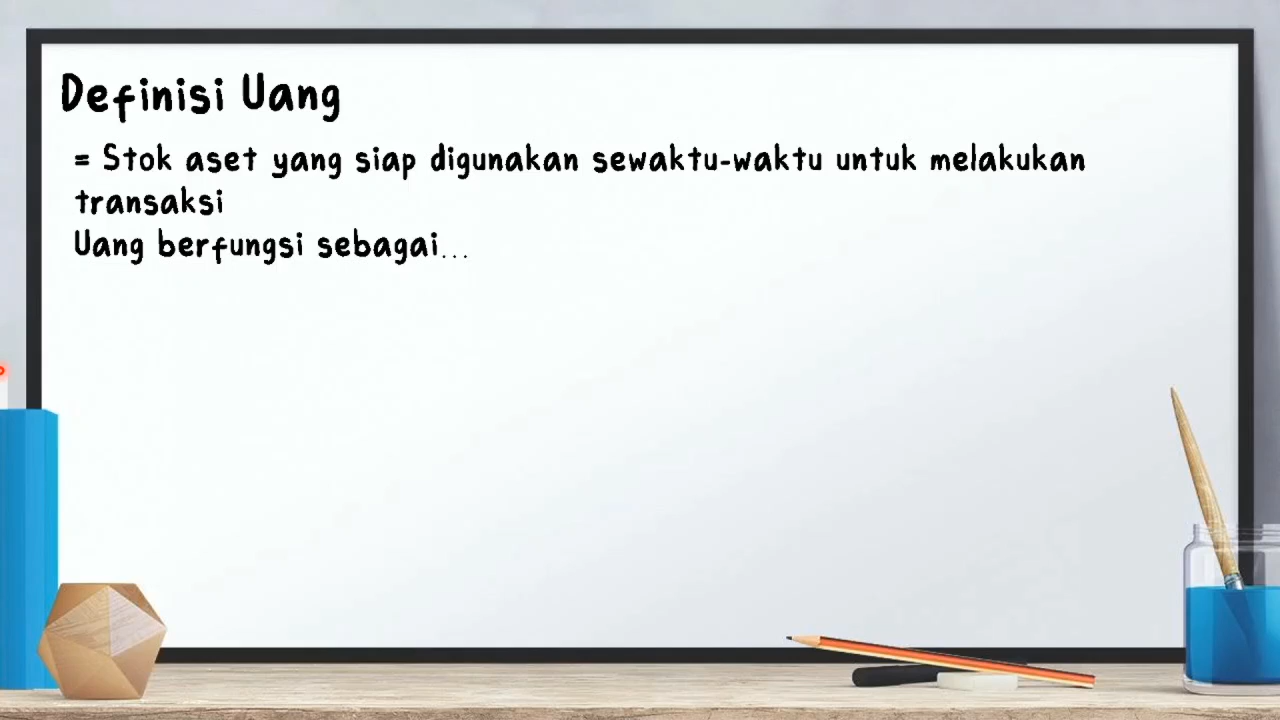 Definisi Uang
= Stok aset yang siap digunakan sewaktu-waktu untuk melakukan
transaksi
Uang berfungsi sebagai...